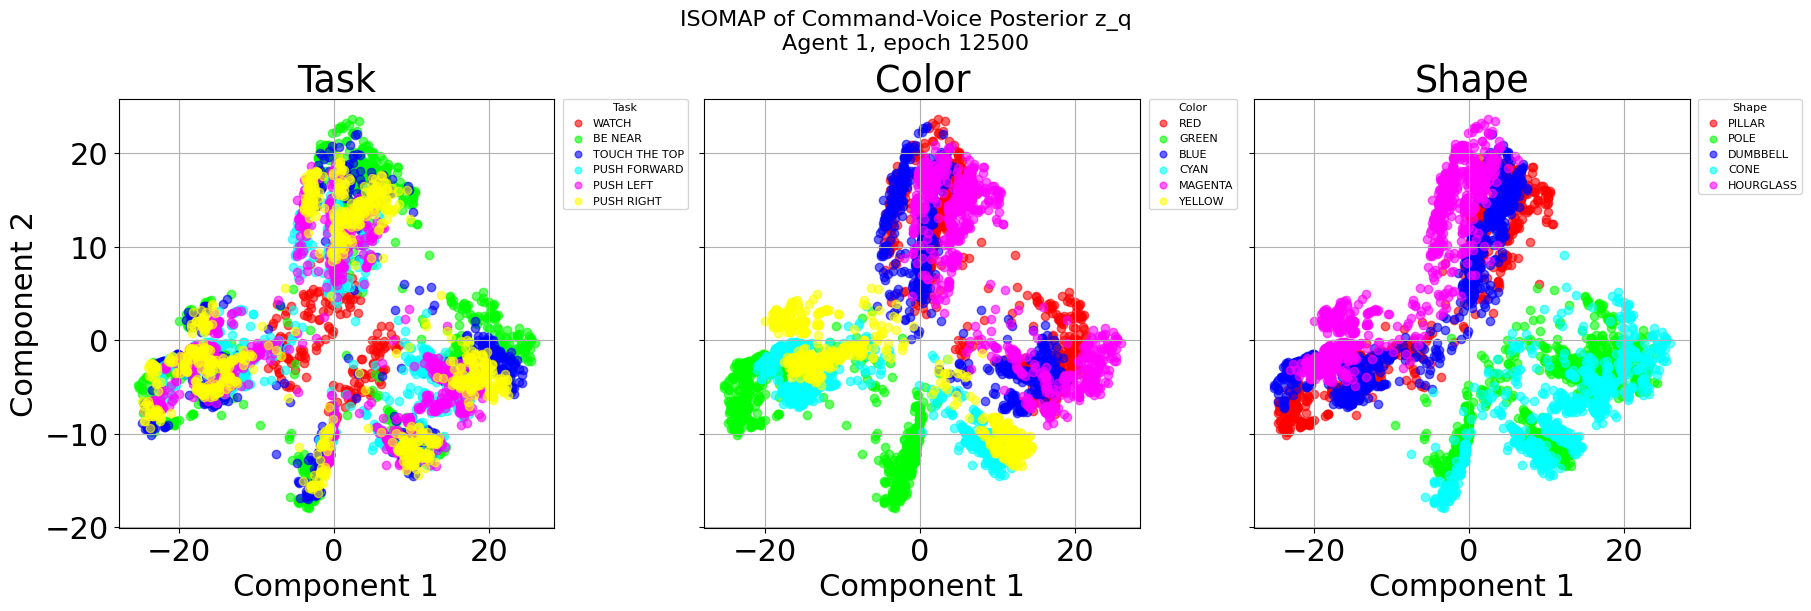 ISOMAP of Command-Voice Posterior z_q
Agent 1, epoch 12500
Task
Color
Shape
Task
WATCH
BE NEAR
TOUCH THE TOP
PUSH FORWARD
PUSH LEFT
PUSH RIGHT
Color
RED
GREEN
BLUE
CYAN
MAGENTA
YELLOW
Shape
PILLAR
POLE
DUMBBELL
CONE
HOURGLASS
Component 2
20
10
0
−10
−20
−20 0 20
−20 0 20
−20 0 20
Component 1
Component 1
Component 1